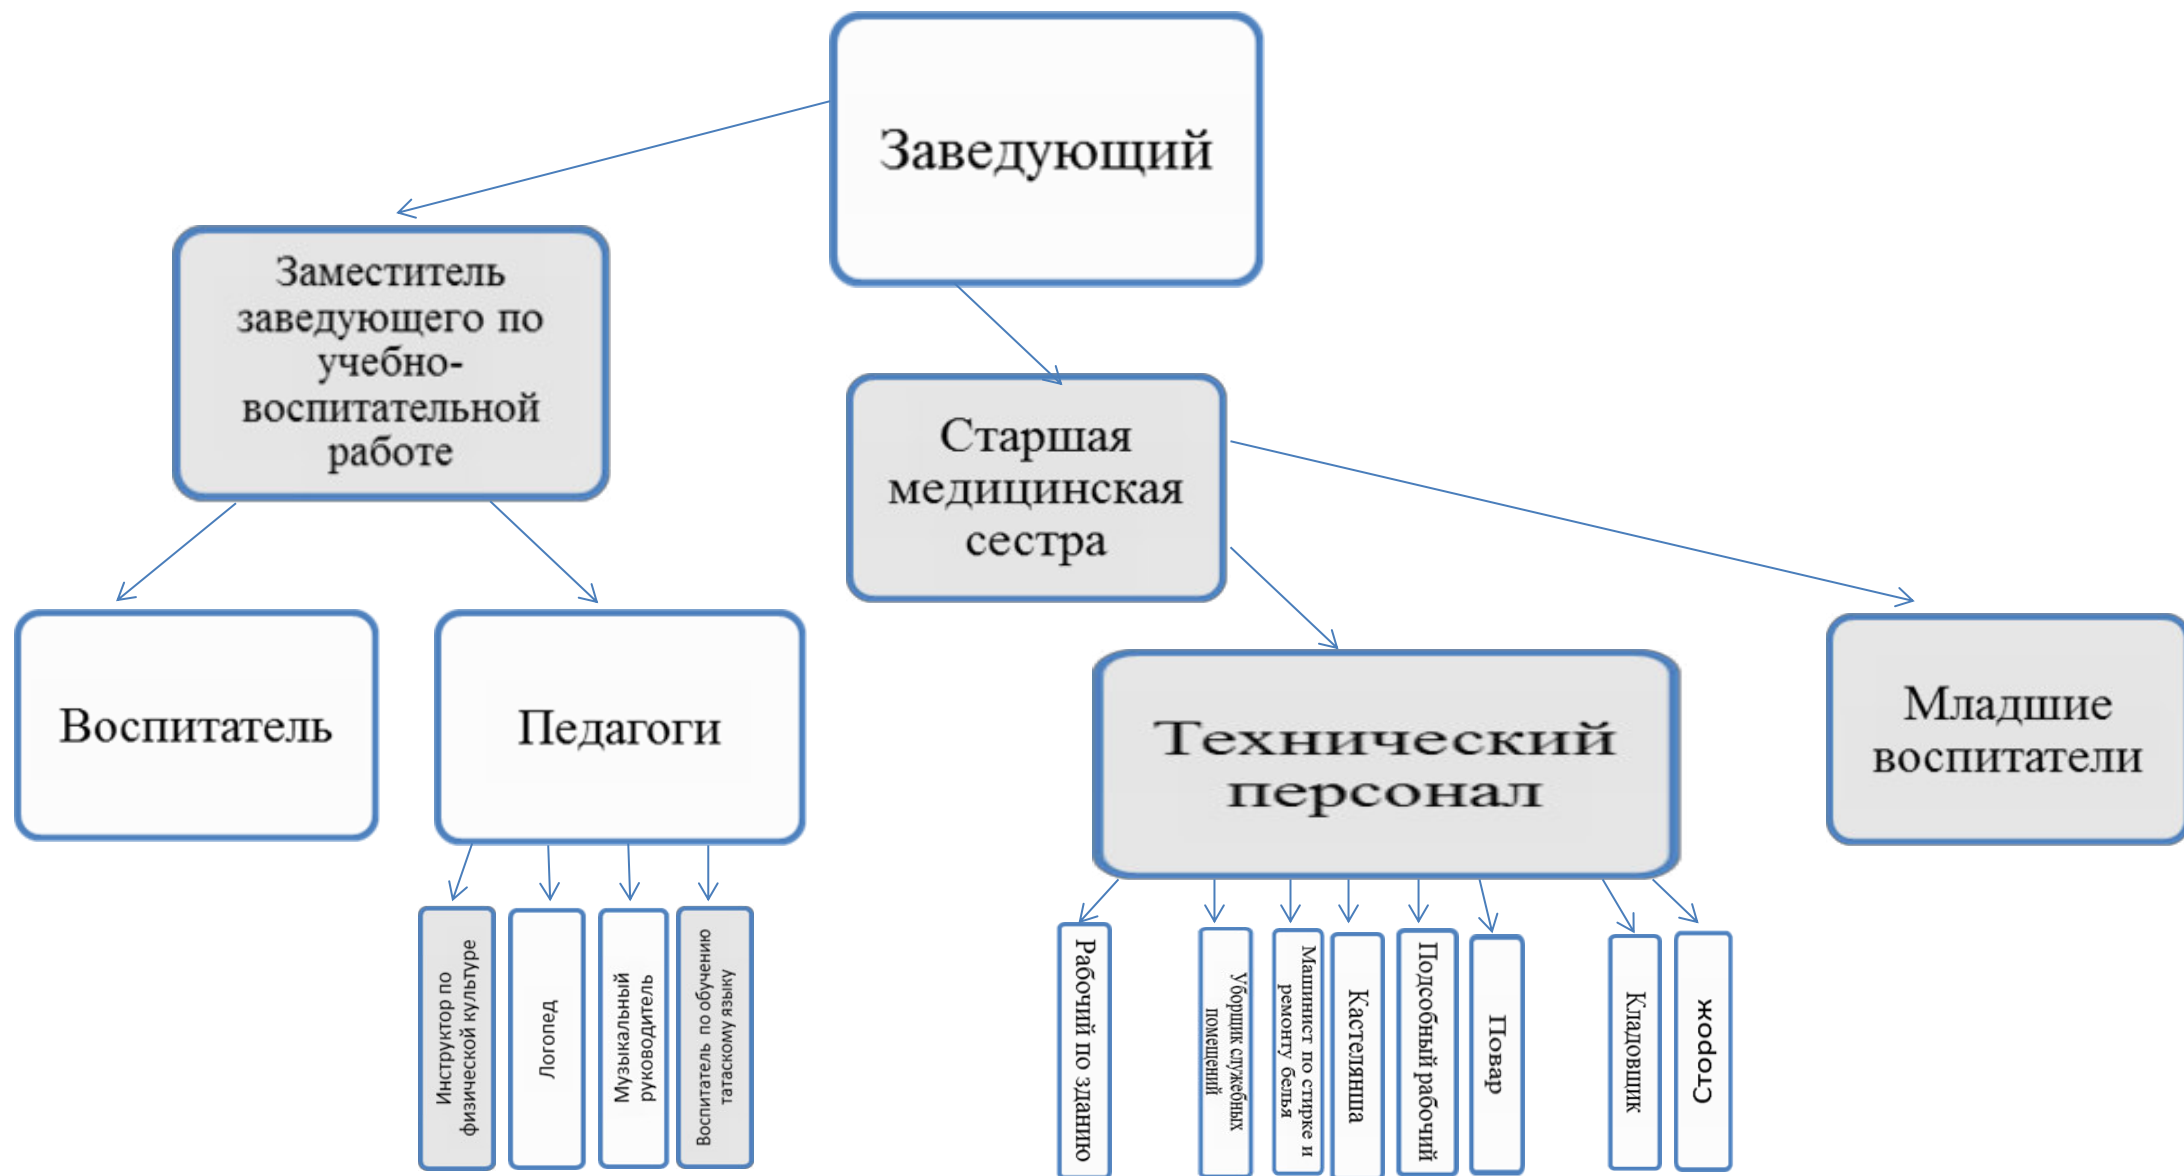 Заведующий
Заместитель
заведующего по
учебно-
воспитательной
работе
Старшая
медицинская
сестра
Воспитатель
Педагоги
Технический
персонал
Младшие
воспитатели
Инструктор по
физической культуре
Логопед
Музыкальный
руководитель
Воспитатель по обучению
татаскому языку
Рабочий по зданию
Уборщик служебных
помещений
Машинист по стирке и
ремонту белья
Кастелянша
Подсобный рабочий
Повар
Кладовщик
Сторож